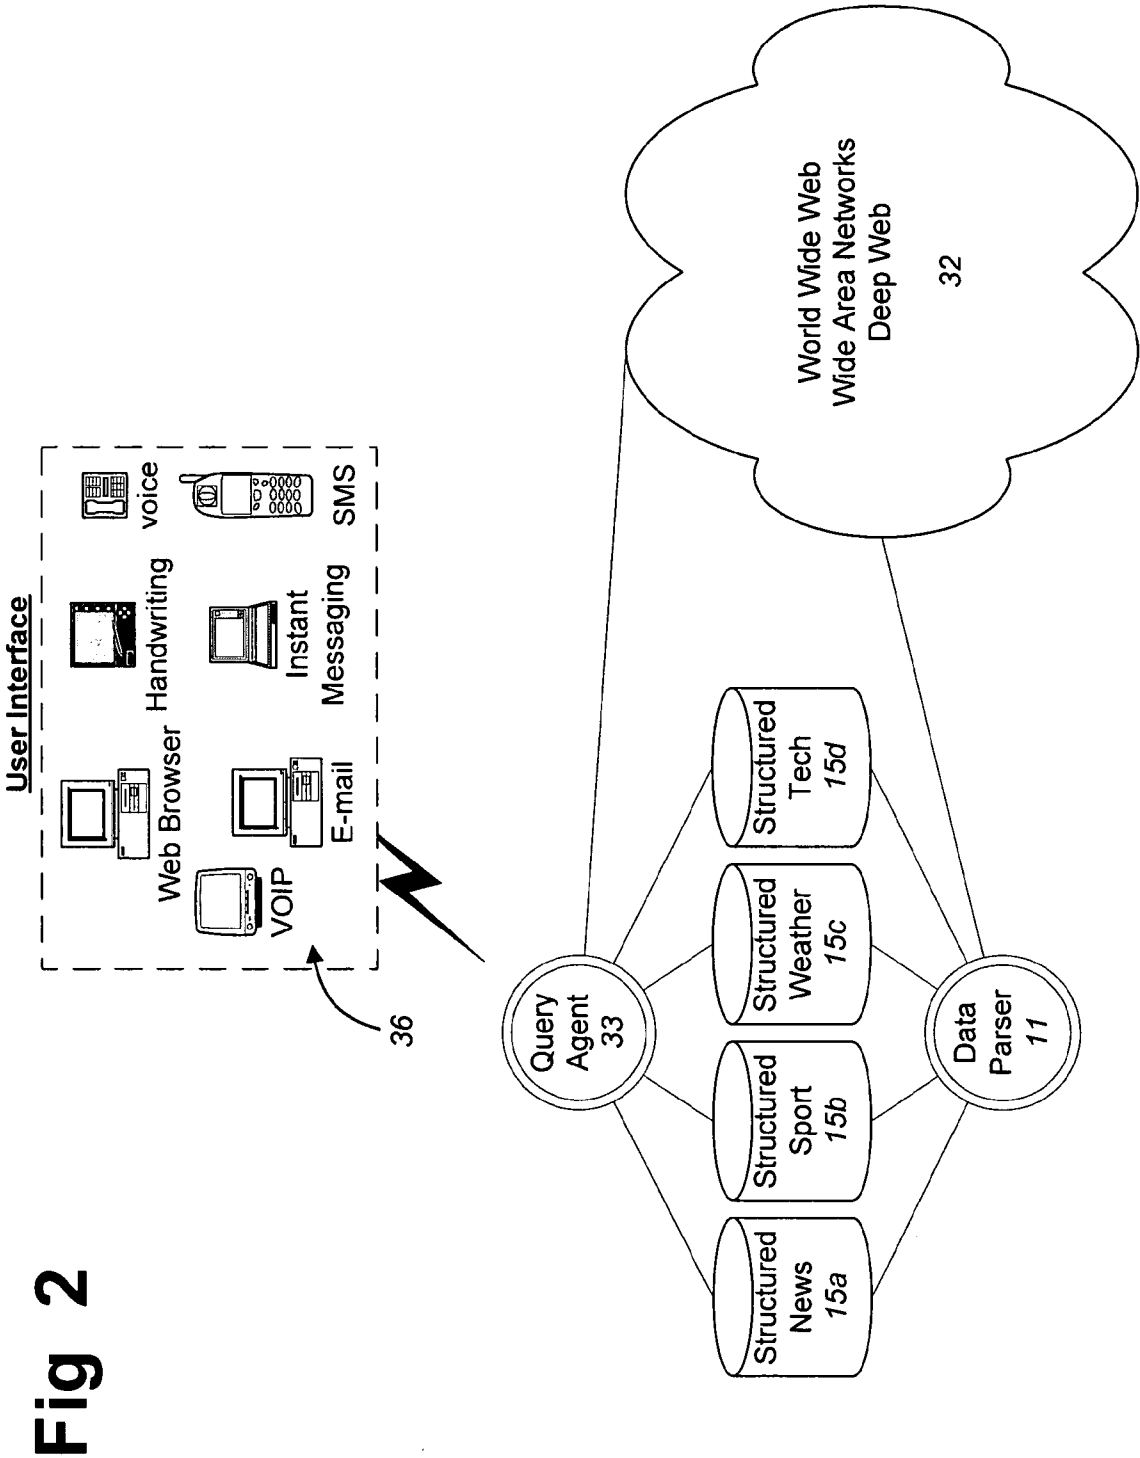 Fig 2
User Interface
Web Browser
Handwriting
voice
VOIP
E-mail
Instant
Messaging
SMS
36
Query
Agent
33
Structured
News
15a
Structured
Sport
15b
Structured
Weather
15c
Structured
Tech
15d
Data
Parser
11
World Wide Web
Wide Area Networks
Deep Web
32